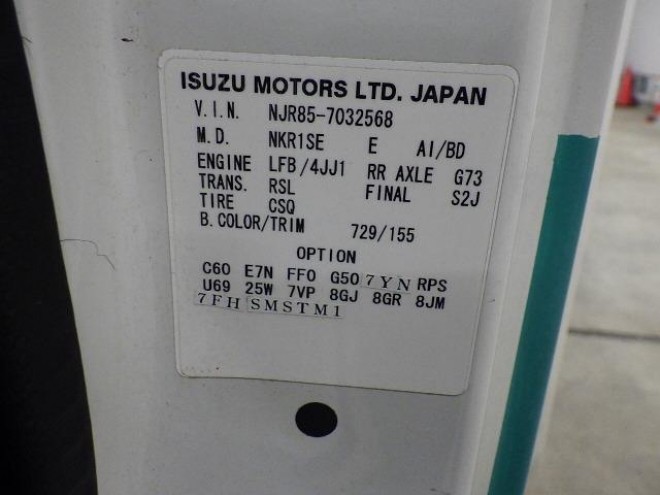 ISUZU MOTORS LTD. JAPAN
V.I.N. NJR85-7032568
M.D. NKR1SE E AI/BD
ENGINE LFB/4JJ1 RR AXLE G73
TRANS. RSL FINAL S2J
TIRE CSQ
B.COLOR/TRIM 729/155
OPTION
C60 E7N FF0 G50 7YN RPS
U69 25W 7VP 8GJ 8GR 8JM
7FH SMSTM1